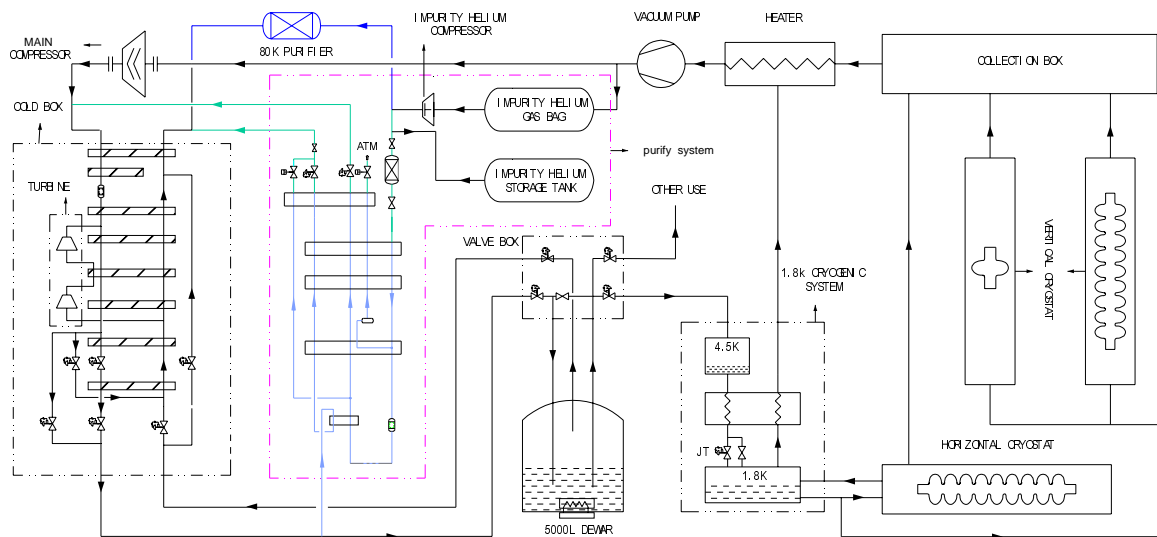 IMPURITY HELIUM
COMPRESSOR
VACUUM PUMP
HEATER
MAIN
COMPRESSOR
80K PURIFIER
COLLECTION BOX
COLD BOX
IMPURITY HELIUM
GAS BAG
ATM
purify system
IMPURITY HELIUM
STORAGE TANK
TURBINE
OTHER USE
VALVE BOX
VERTICAL CRYOSTAT
1.8k CRYOGENIC
SYSTEM
4.5K
HORIZONTAL CRYOSTAT
JT
1.8K
5000L DEWAR